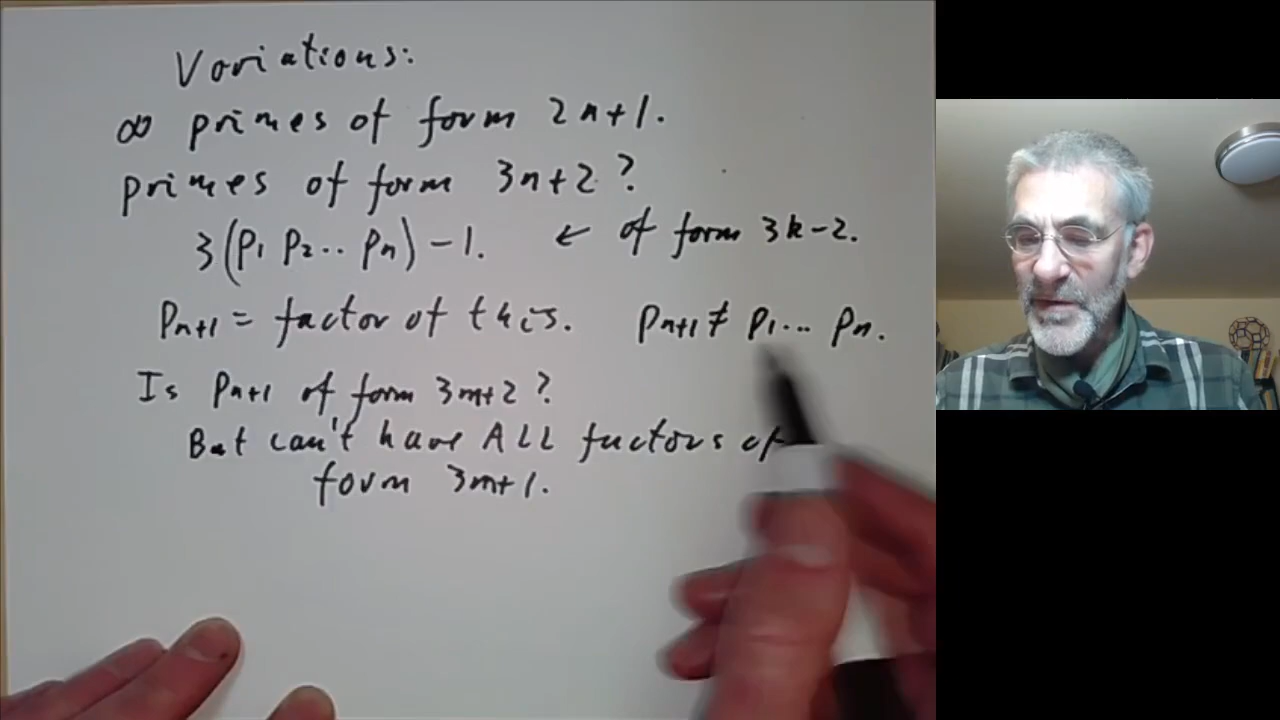 Variations:
∞ primes of form 2n+1.
primes of form 3n+2?
3(p₁ p₂... pₙ) - 1. ← of form 3k-2.
pₙ₊₁ = factor of this. pₙ₊₁ ≠ p₁... pₙ.
Is pₙ₊₁ of form 3m+2?
But can't have ALL factors of
form 3m+1.